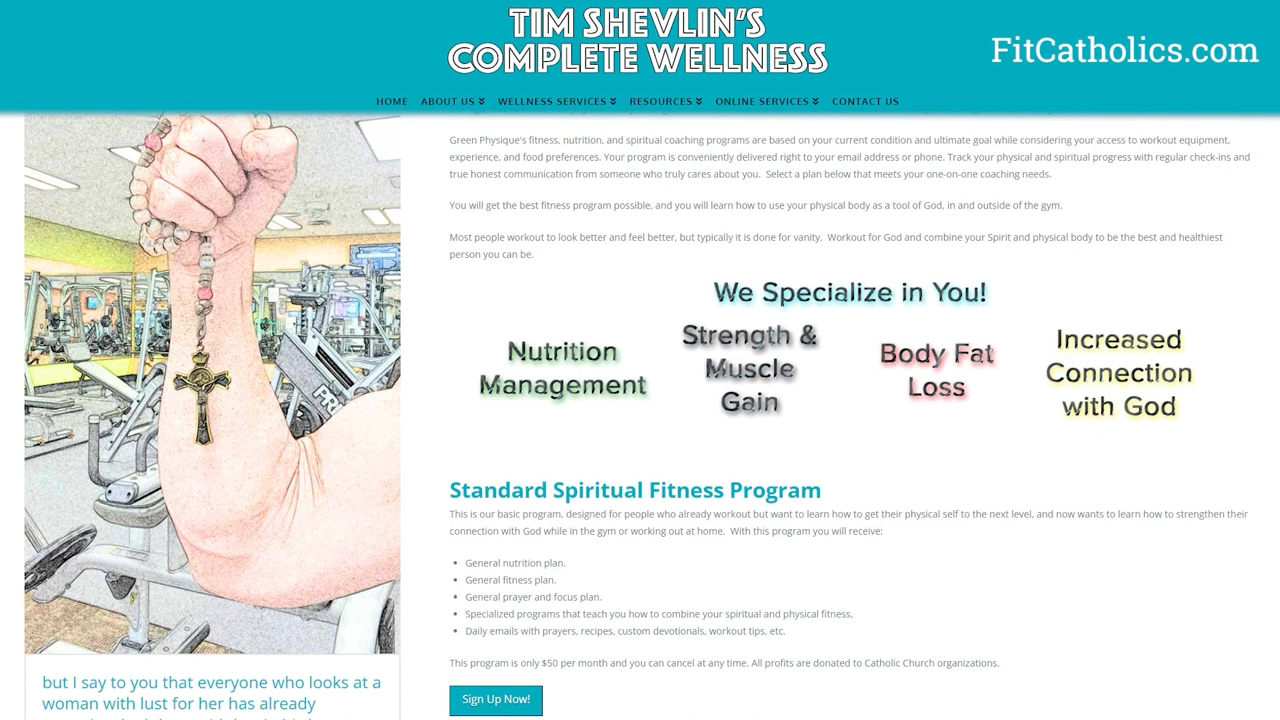 TIM SHEVLIN'S
COMPLETE WELLNESS
FitCatholics.com
HOME ABOUT US WELLNESS SERVICES RESOURCES ONLINE SERVICES CONTACT US
Green Physique's fitness, nutrition, and spiritual coaching programs are based on your current condition and ultimate goal while considering your access to workout equipment,
experience, and food preferences. Your program is conveniently delivered right to your email address or phone. Track your physical and spiritual progress with regular check-ins and
true honest communication from someone who truly cares about you. Select a plan below that meets your one-on-one coaching needs.
You will get the best fitness program possible, and you will learn how to use your physical body as a tool of God, in and outside of the gym.
Most people workout to look better and feel better, but typically it is done for vanity. Workout for God and combine your Spirit and physical body to be the best and healthiest
person you can be.
We Specialize in You!
Nutrition
Management
Strength &
Muscle
Gain
Body Fat
Loss
Increased
Connection
with God
Standard Spiritual Fitness Program
This is our basic program, designed for people who already workout but want to learn how to get their physical self to the next level, and now wants to learn how to strengthen their
connection with God while in the gym or working out at home. With this program you will receive:
• General nutrition plan.
• General fitness plan.
• General prayer and focus plan.
• Specialized programs that teach you how to combine your spiritual and physical fitness.
• Daily emails with prayers, recipes, custom devotionals, workout tips, etc.
This program is only $50 per month and you can cancel at any time. All profits are donated to Catholic Church organizations.
Sign Up Now!
but I say to you that everyone who looks at a
woman with lust for her has already